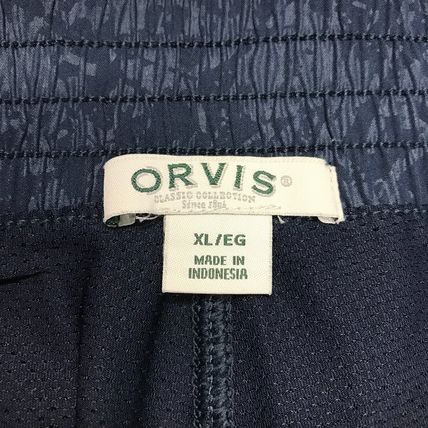 ORVIS®
CLASSIC COLLECTION
Since 1856
XL/EG
MADE IN
INDONESIA